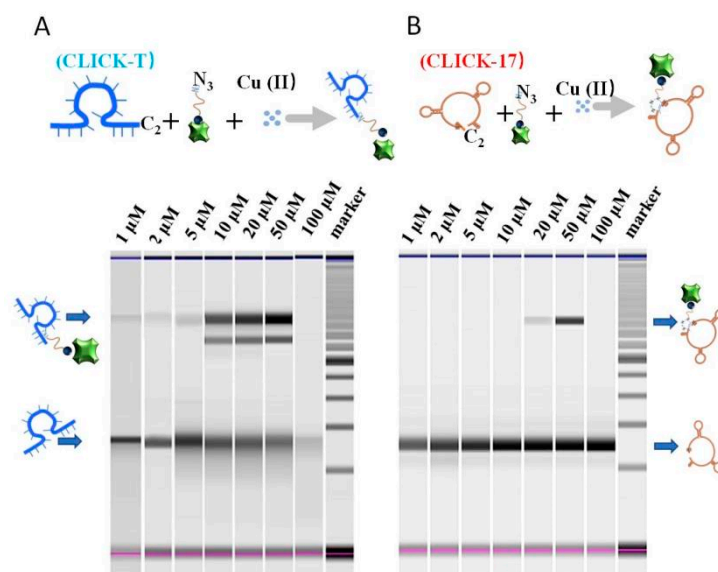 A
(CLICK-T)
C2 + N3 + Cu (II)
1 μM 2 μM 5 μM 10 μM 20 μM 50 μM 100 μM marker
B
(CLICK-17)
C2 + N3 + Cu (II)
1 μM 2 μM 5 μM 10 μM 20 μM 50 μM 100 μM marker